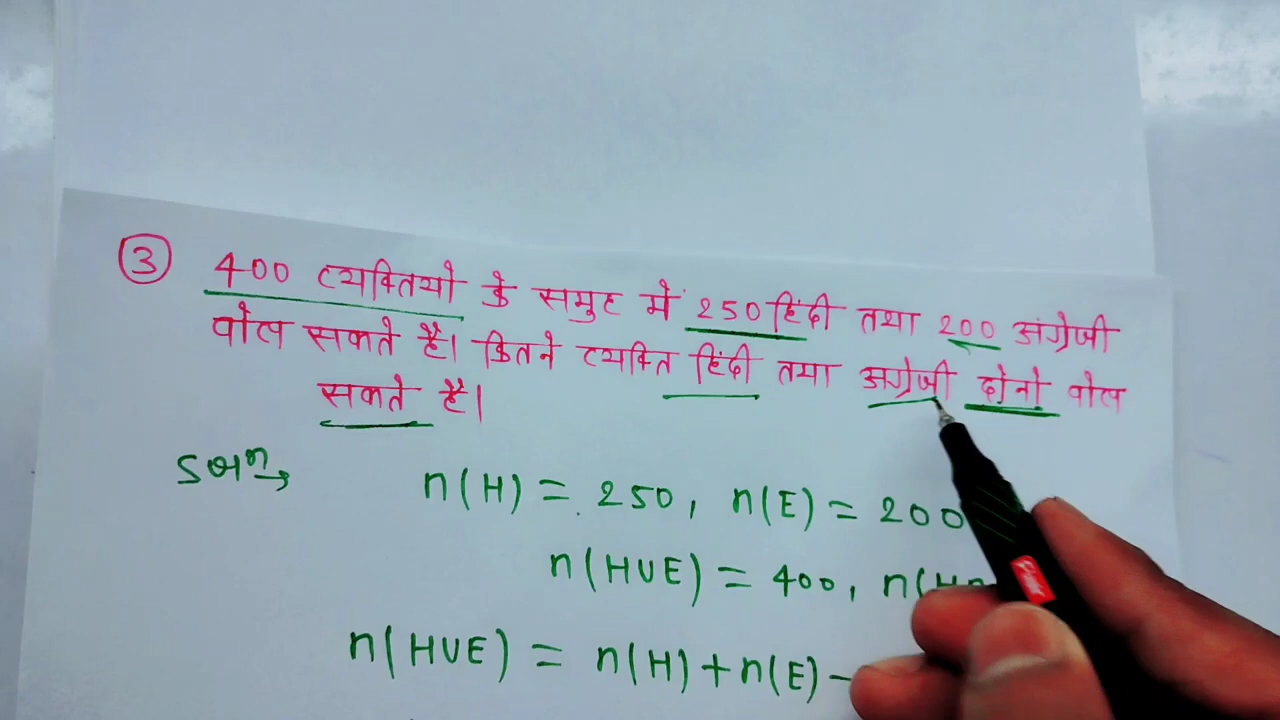 ③ 400 व्यक्तियो के समुह में 250 हिंदी तथा 200 अंग्रेजी
बोल सकते है। कितने व्यक्ति हिंदी तथा अंग्रेजी दोनो बोल
सकते है।
Solⁿ→ n(H) = 250, n(E) = 200
n(HUE) = 400, n(H∩
n(HUE) = n(H)+n(E)-